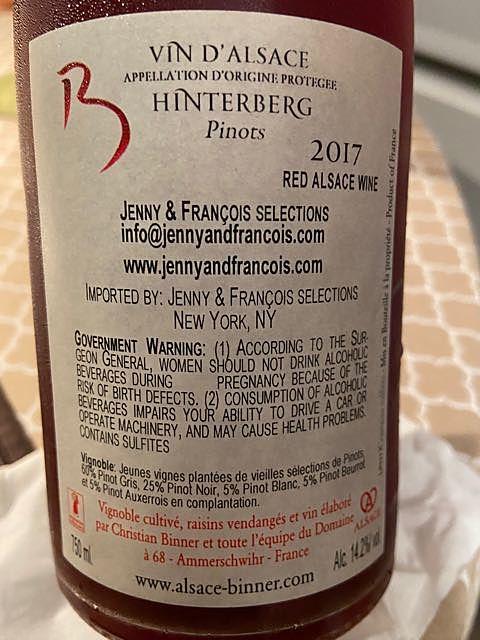 B
VIN D'ALSACE
APPELLATION D'ORIGINE PROTEGEE
HINTERBERG
Pinots
2017
RED ALSACE WINE
JENNY & FRANÇOIS SELECTIONS
info@jennyandfrancois.com
www.jennyandfrancois.com
IMPORTED BY: JENNY & FRANÇOIS SELECTIONS
NEW YORK, NY
GOVERNMENT WARNING: (1) ACCORDING TO THE SUR-
GEON GENERAL, WOMEN SHOULD NOT DRINK ALCOHOLIC
BEVERAGES DURING PREGNANCY BECAUSE OF THE
RISK OF BIRTH DEFECTS. (2) CONSUMPTION OF ALCOHOLIC
BEVERAGES IMPAIRS YOUR ABILITY TO DRIVE A CAR OR
OPERATE MACHINERY, AND MAY CAUSE HEALTH PROBLEMS.
CONTAINS SULFITES
Vignoble: Jeunes vignes plantées de vieilles sélections de Pinots,
60% Pinot Gris, 25% Pinot Noir, 5% Pinot Blanc, 5% Pinot Beurrot
et 5% Pinot Auxerrois en complantation.
Vignoble cultivé, raisins vendangés et vin élaboré
par Christian Binner et toute l'équipe du Domaine
à 68 - Ammerschwihr - France
ALSACE
750 ml
Alc. 14.2% vol.
www.alsace-binner.com
Mis en Bouteille à la propriété - Product of France